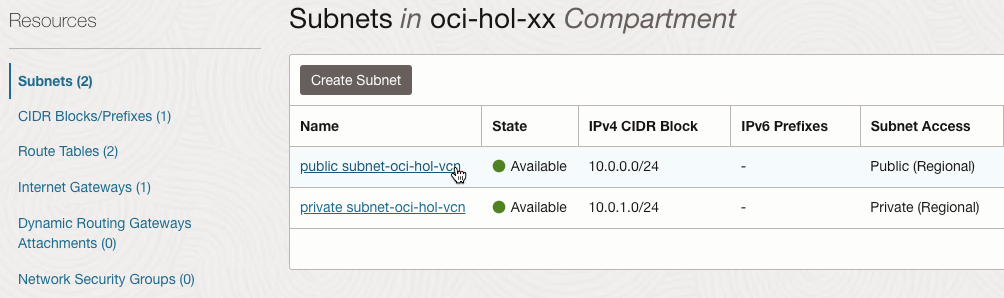 Resources
Subnets (2)
CIDR Blocks/Prefixes (1)
Route Tables (2)
Internet Gateways (1)
Dynamic Routing Gateways
Attachments (0)
Network Security Groups (0)
Subnets in oci-hol-xx Compartment
Create Subnet
Name State IPv4 CIDR Block IPv6 Prefixes Subnet Access
public subnet-oci-hol-vcn Available 10.0.0.0/24 - Public (Regional)
private subnet-oci-hol-vcn Available 10.0.1.0/24 - Private (Regional)